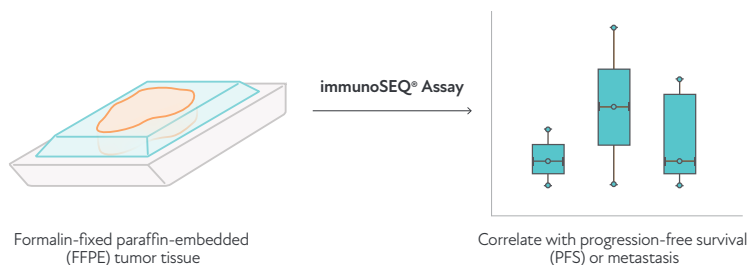 immunoSEQ® Assay
Formalin-fixed paraffin-embedded
(FFPE) tumor tissue
Correlate with progression-free survival
(PFS) or metastasis